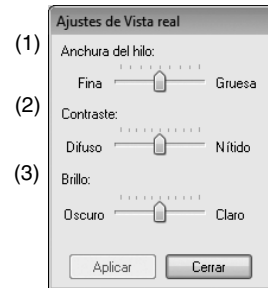 Ajustes de Vista real
(1) Anchura del hilo:
Fina Gruesa
(2) Contraste:
Difuso Nítido
(3) Brillo:
Oscuro Claro
Aplicar Cerrar